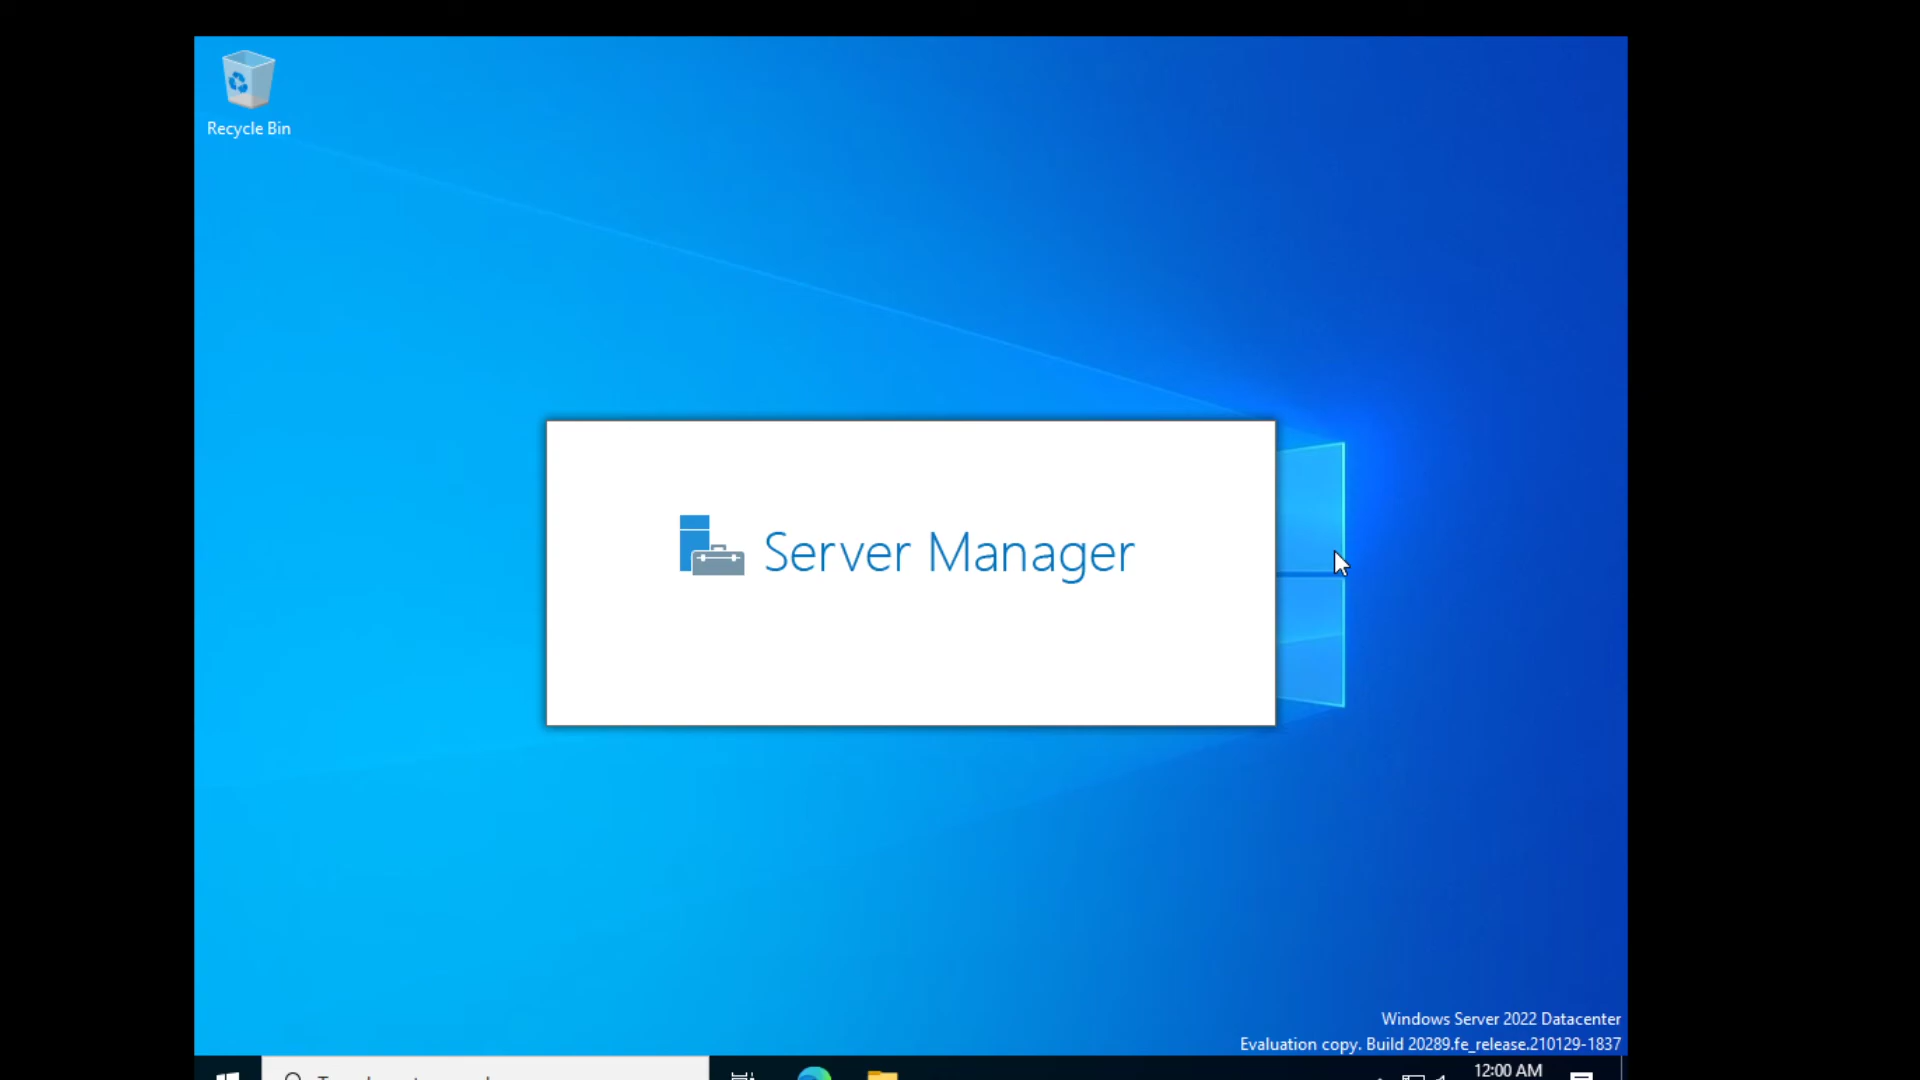 Recycle Bin
Server Manager
Windows Server 2022 Datacenter
Evaluation copy. Build 20289.fe_release.210129-1837
12:00 AM